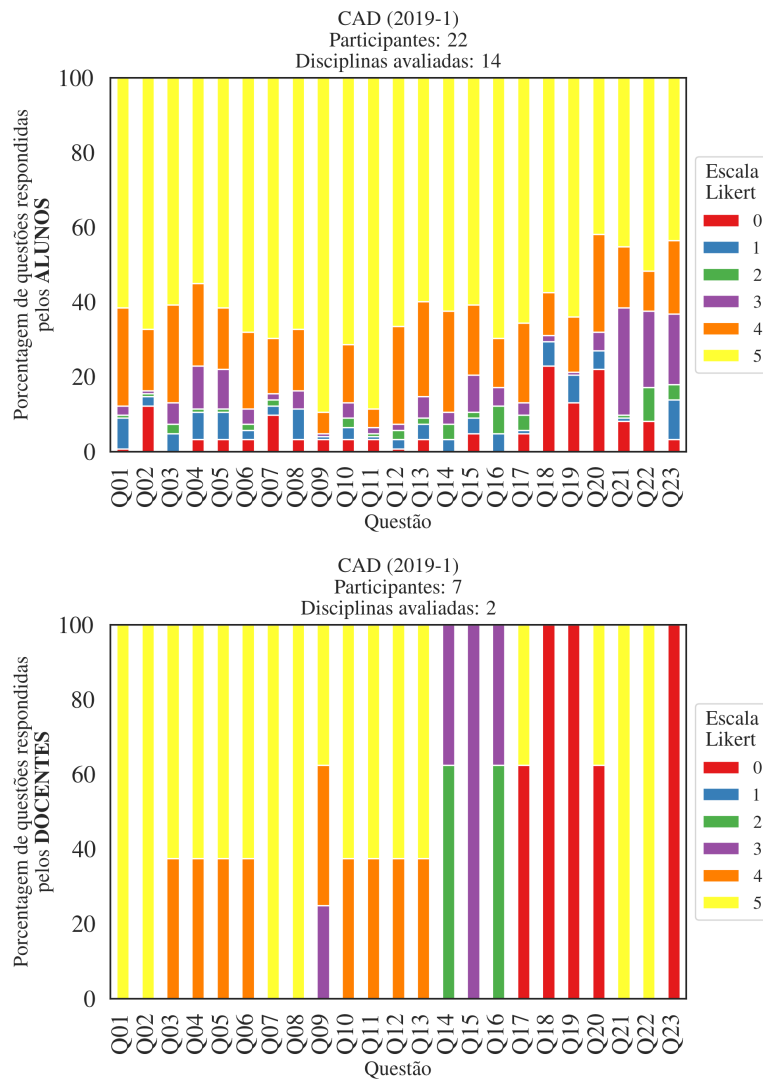 CAD (2019-1)
Participantes: 22
Disciplinas avaliadas: 14
Porcentagem de questões respondidas
pelos ALUNOS
100
80
60
40
20
0
Q01 Q02 Q03 Q04 Q05 Q06 Q07 Q08 Q09 Q10 Q11 Q12 Q13 Q14 Q15 Q16 Q17 Q18 Q19 Q20 Q21 Q22 Q23
Questão
Escala
Likert
0
1
2
3
4
5
CAD (2019-1)
Participantes: 7
Disciplinas avaliadas: 2
Porcentagem de questões respondidas
pelos DOCENTES
100
80
60
40
20
0
Q01 Q02 Q03 Q04 Q05 Q06 Q07 Q08 Q09 Q10 Q11 Q12 Q13 Q14 Q15 Q16 Q17 Q18 Q19 Q20 Q21 Q22 Q23
Questão
Escala
Likert
0
1
2
3
4
5